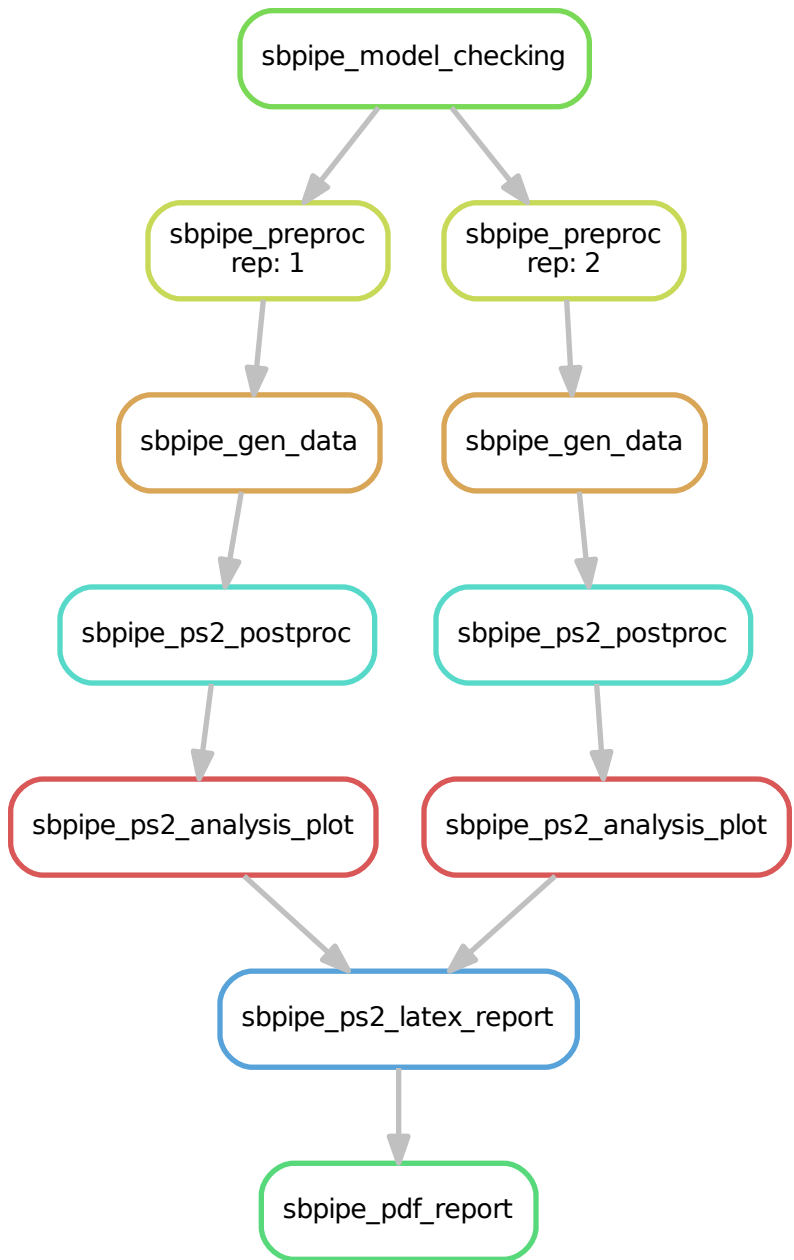 sbpipe_model_checking
sbpipe_preproc
rep: 1
sbpipe_preproc
rep: 2
sbpipe_gen_data
sbpipe_gen_data
sbpipe_ps2_postproc
sbpipe_ps2_postproc
sbpipe_ps2_analysis_plot
sbpipe_ps2_analysis_plot
sbpipe_ps2_latex_report
sbpipe_pdf_report